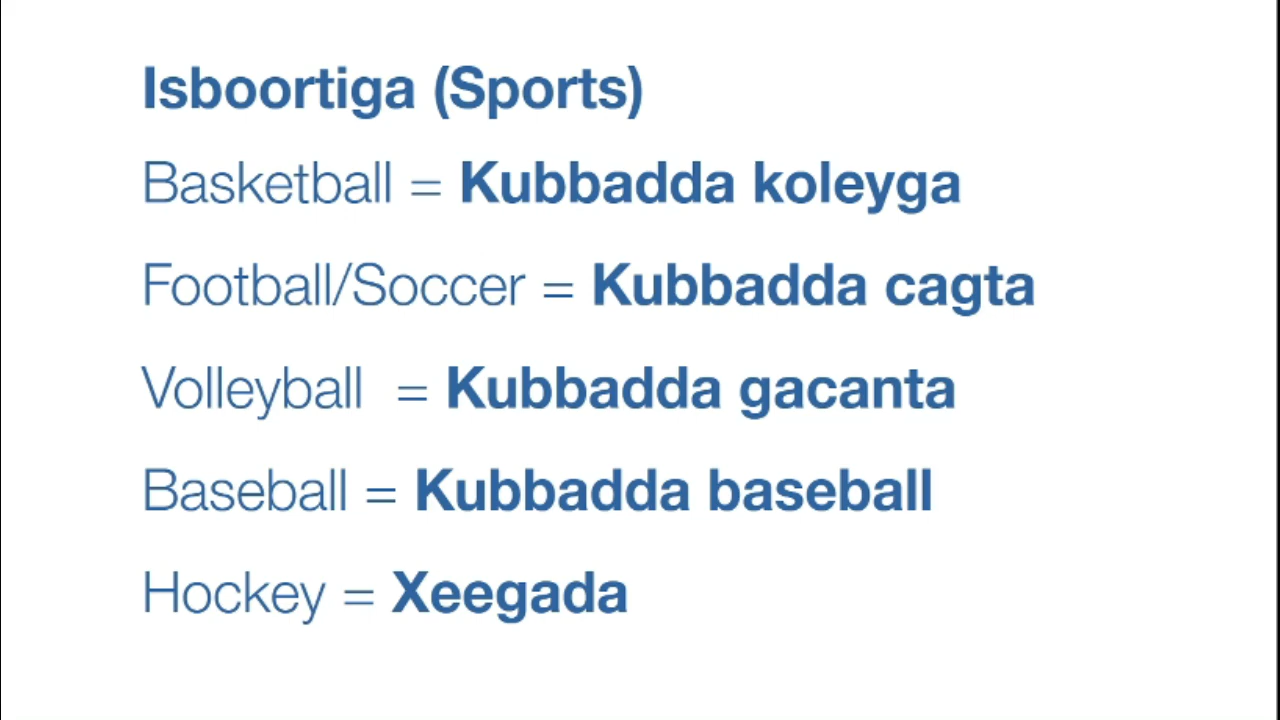 Isboortiga (Sports)
Basketball = Kubbadda koleyga
Football/Soccer = Kubbadda cagta
Volleyball = Kubbadda gacanta
Baseball = Kubbadda baseball
Hockey = Xeegada